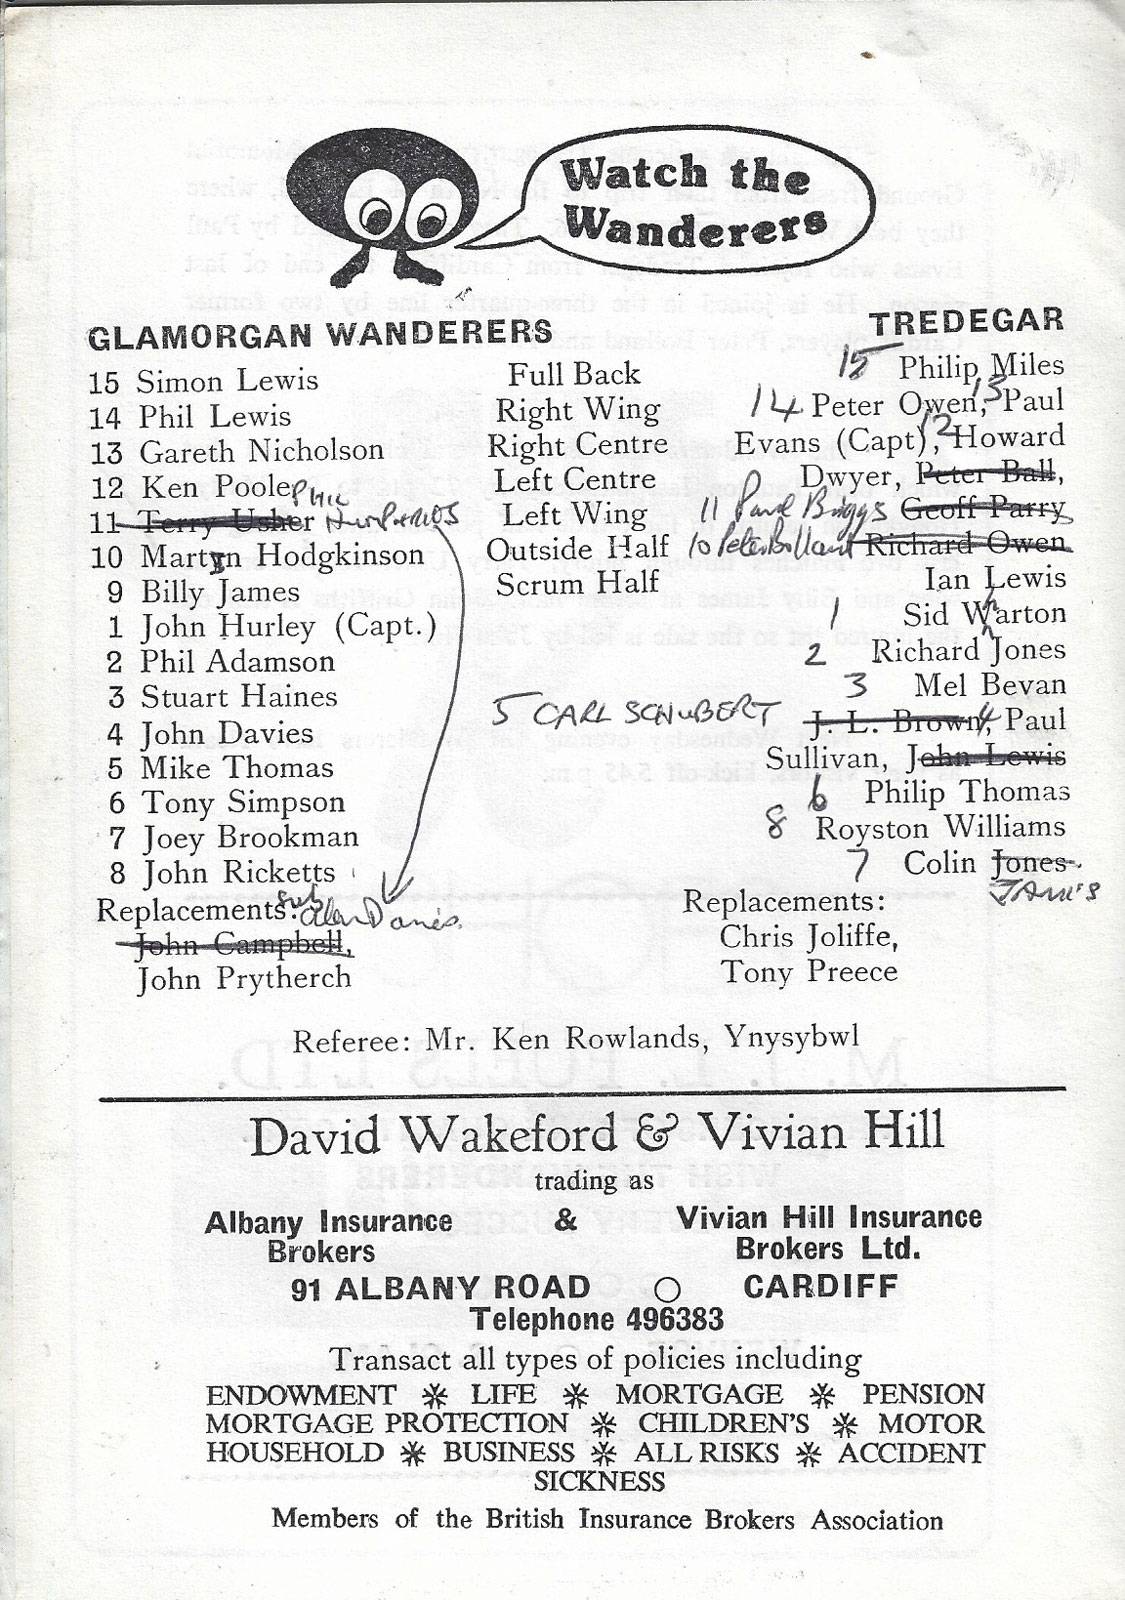 Watch the
Wanderers
GLAMORGAN WANDERERS TREDEGAR
15 Simon Lewis Full Back 15 Philip Miles
14 Phil Lewis Right Wing 14 Peter Owen, 13 Paul
13 Gareth Nicholson Right Centre Evans (Capt), 12 Howard
12 Ken Poole Left Centre Dwyer, Peter Ball,
Phil
11 Terry Usher Humphries Left Wing 11 Paul Briggs Geoff Parry
10 Martyn Hodgkinson Outside Half 10 Peter Bolland Richard Owen
9 Billy James Scrum Half Ian Lewis
1 John Hurley (Capt.) 1 Sid Warton
h
2 Phil Adamson 2 Richard Jones
3 Stuart Haines 3 Mel Bevan
4 John Davies 5 CARL SCHUBERT J. L. Brown, 4 Paul
5 Mike Thomas Sullivan, John Lewis
6 Tony Simpson 6 Philip Thomas
7 Joey Brookman 8 Royston Williams
8 John Ricketts 7 Colin Jones
JAMES
Replacements: sub Alan Davies. Replacements:
John Campbell, Chris Joliffe,
John Prytherch Tony Preece
Referee: Mr. Ken Rowlands, Ynysybwl
David Wakeford & Vivian Hill
trading as
Albany Insurance & Vivian Hill Insurance
Brokers Brokers Ltd.
91 ALBANY ROAD ○ CARDIFF
Telephone 496383
Transact all types of policies including
ENDOWMENT * LIFE * MORTGAGE * PENSION
MORTGAGE PROTECTION * CHILDREN'S * MOTOR
HOUSEHOLD * BUSINESS * ALL RISKS * ACCIDENT
SICKNESS
Members of the British Insurance Brokers Association